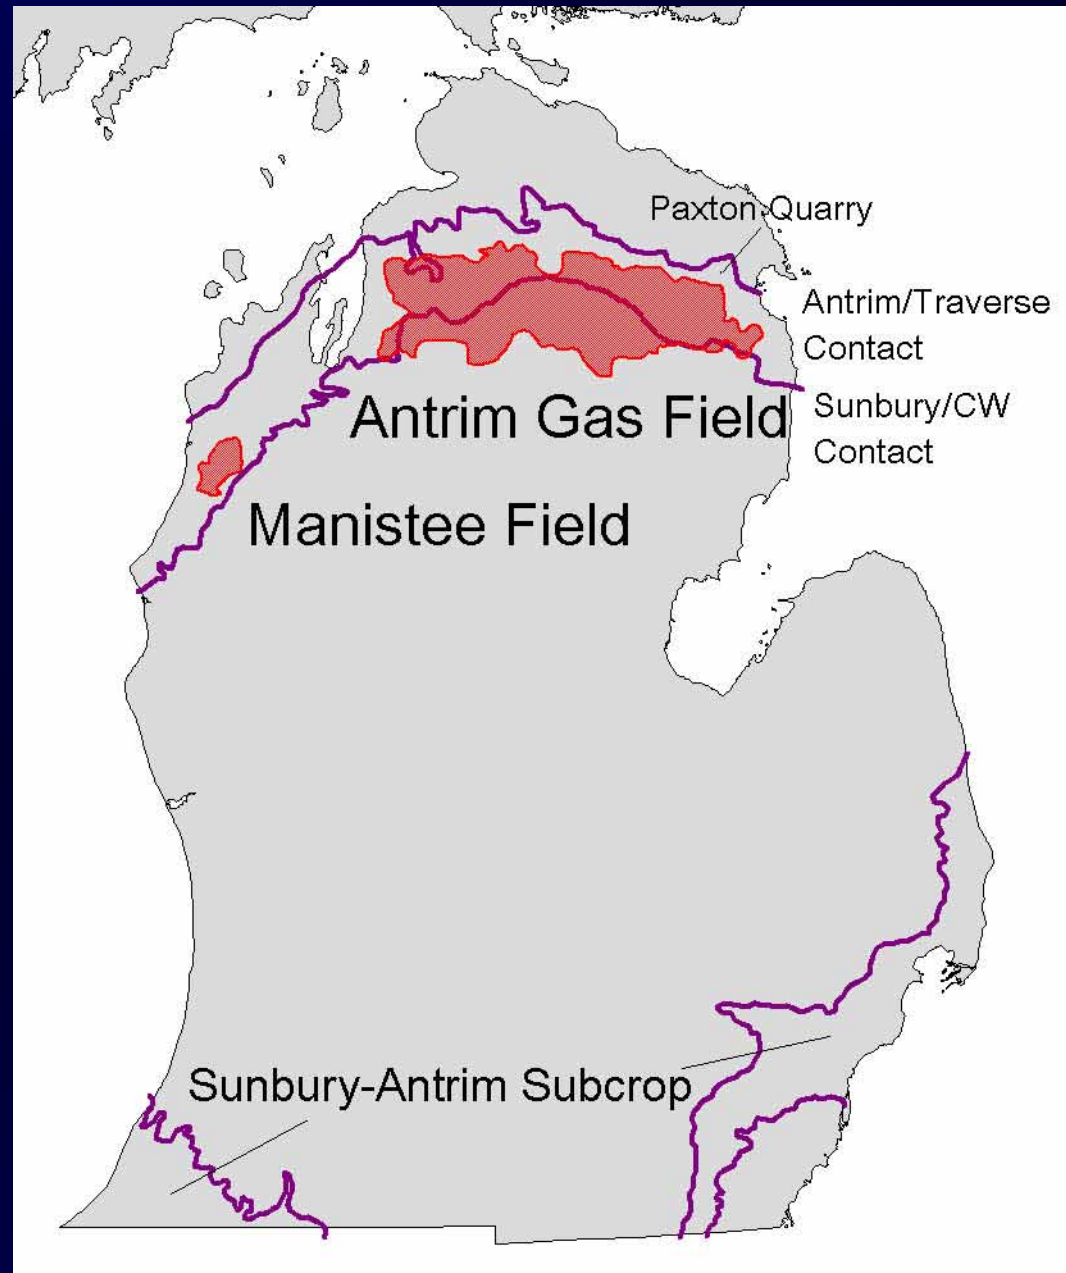 Paxton Quarry
Antrim/Traverse
Contact
Antrim Gas Field
Sunbury/CW
Contact
Manistee Field
Sunbury-Antrim Subcrop